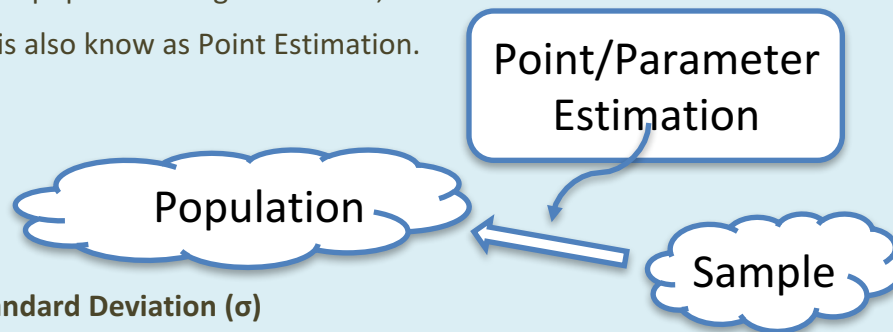 is also know as Point Estimation.
Point/Parameter
Estimation
Population
Sample
ndard Deviation (σ)